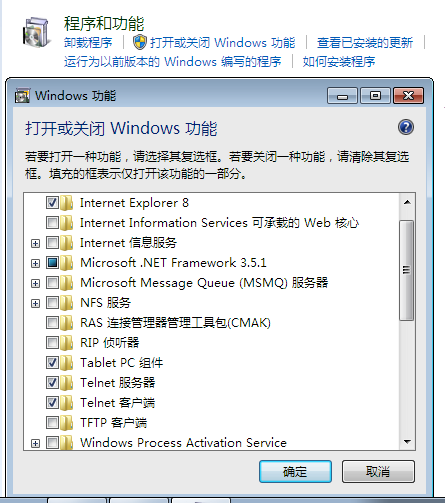 程序和功能
卸载程序 打开或关闭 Windows 功能 查看已安装的更新
运行为以前版本的 Windows 编写的程序 如何安装程序
Windows 功能
打开或关闭 Windows 功能
若要打开一种功能，请选择其复选框。若要关闭一种功能，请清除其复选
框。填充的框表示仅打开该功能的一部分。
Internet Explorer 8
Internet Information Services 可承载的 Web 核心
Internet 信息服务
Microsoft .NET Framework 3.5.1
Microsoft Message Queue (MSMQ) 服务器
NFS 服务
RAS 连接管理器管理工具包(CMAK)
RIP 侦听器
Tablet PC 组件
Telnet 服务器
Telnet 客户端
TFTP 客户端
Windows Process Activation Service
确定 取消